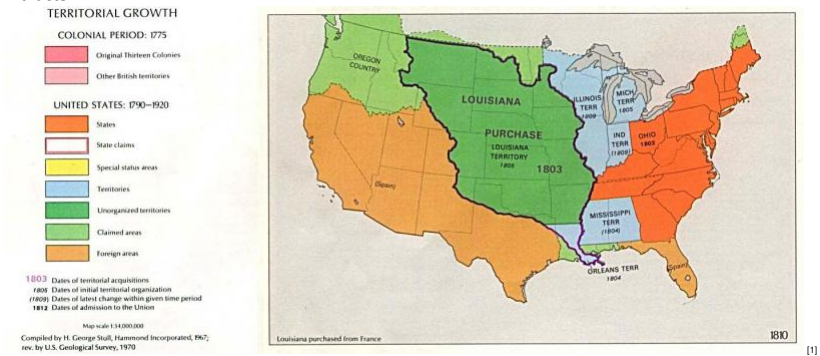 TERRITORIAL GROWTH
COLONIAL PERIOD: 1775
Original Thirteen Colonies
Other British territories
UNITED STATES: 1790–1920
States
State claims
Special status areas
Territories
Unorganized territories
Claimed areas
Foreign areas
1803 Dates of territorial acquisitions
1805 Dates of initial territorial organization
(1809) Dates of latest change within given time period
1812 Dates of admission to the Union
Map scale 1:34,000,000
Compiled by H. George Stoll, Hammond Incorporated, 1967;
rev. by U.S. Geological Survey, 1970
OREGON
COUNTRY
LOUISIANA
PURCHASE
LOUISIANA
TERRITORY
1805
1803
ILLINOIS
TERR
1809
MICH
TERR
1805
IND
TERR
(1809)
OHIO
1803
(Spain)
MISSISSIPPI
TERR
(1804)
ORLEANS TERR
1804
(Spain)
Louisiana purchased from France
1810
[1]